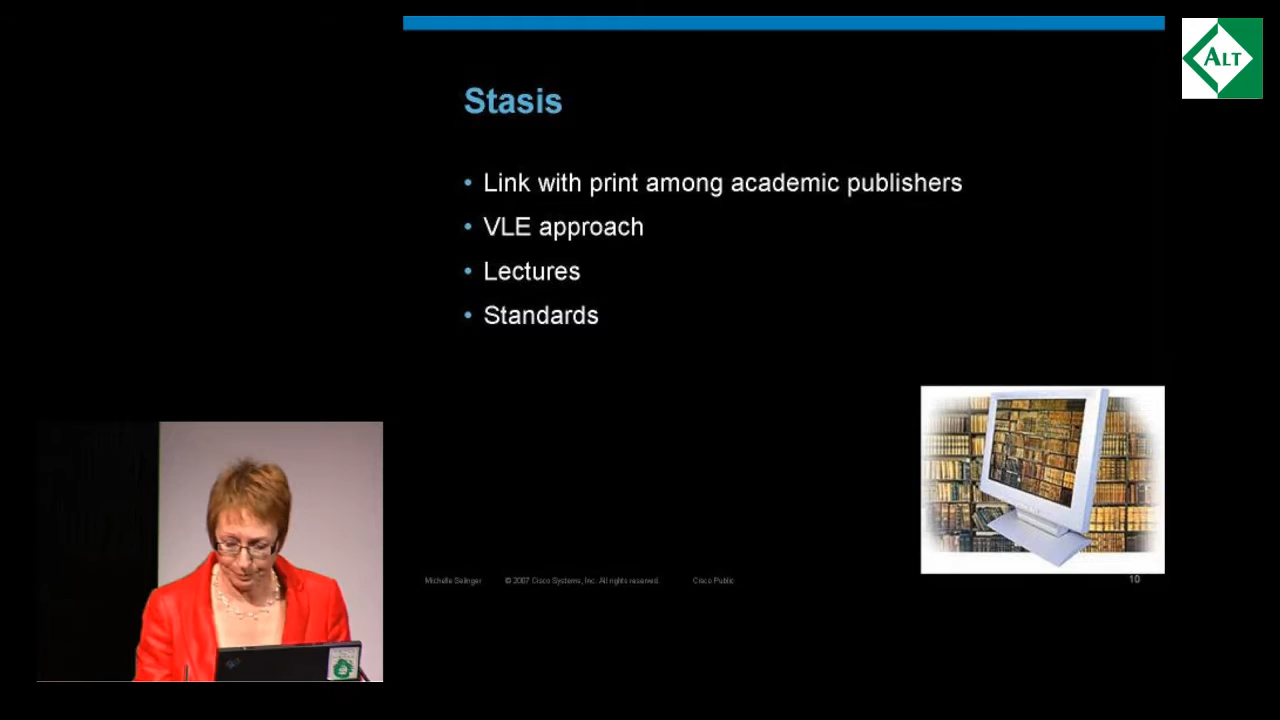 ALT
Stasis
• Link with print among academic publishers
• VLE approach
• Lectures
• Standards
Michelle Selinger © 2007 Cisco Systems, Inc. All rights reserved. Cisco Public 10